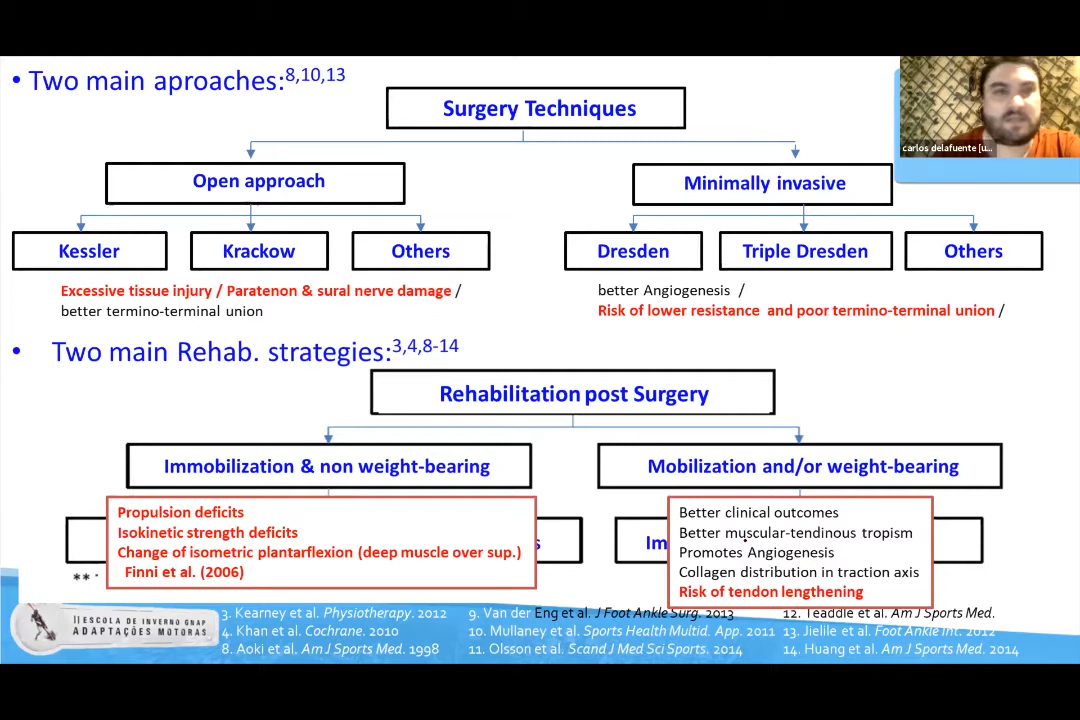 • Two main aproaches:8,10,13
Surgery Techniques
carlos delafuente [u...
Open approach
Minimally invasive
Kessler
Krackow
Others
Dresden
Triple Dresden
Others
Excessive tissue injury / Paratenon & sural nerve damage /
better termino-terminal union
better Angiogenesis /
Risk of lower resistance and poor termino-terminal union /
• Two main Rehab. strategies:3,4,8-14
Rehabilitation post Surgery
Immobilization & non weight-bearing
Mobilization and/or weight-bearing
Propulsion deficits
Isokinetic strength deficits
Change of isometric plantarflexion (deep muscle over sup.)
Finni et al. (2006)
s
**
Im
Better clinical outcomes
Better muscular-tendinous tropism
Promotes Angiogenesis
Collagen distribution in traction axis
Risk of tendon lengthening
II ESCOLA DE INVERNO GNAP
ADAPTAÇÕES MOTORAS
3. Kearney et al. Physiotherapy. 2012
4. Khan et al. Cochrane. 2010
8. Aoki et al. Am J Sports Med. 1998
9. Van der Eng et al. J Foot Ankle Surg. 2013
10. Mullaney et al. Sports Health Multid. App. 2011
11. Olsson et al. Scand J Med Sci Sports. 2014
12. et al. Am J Sports Med.
13. Jielile et al. Foot Ankle Int. 2012
14. Huang et al. Am J Sports Med. 2014